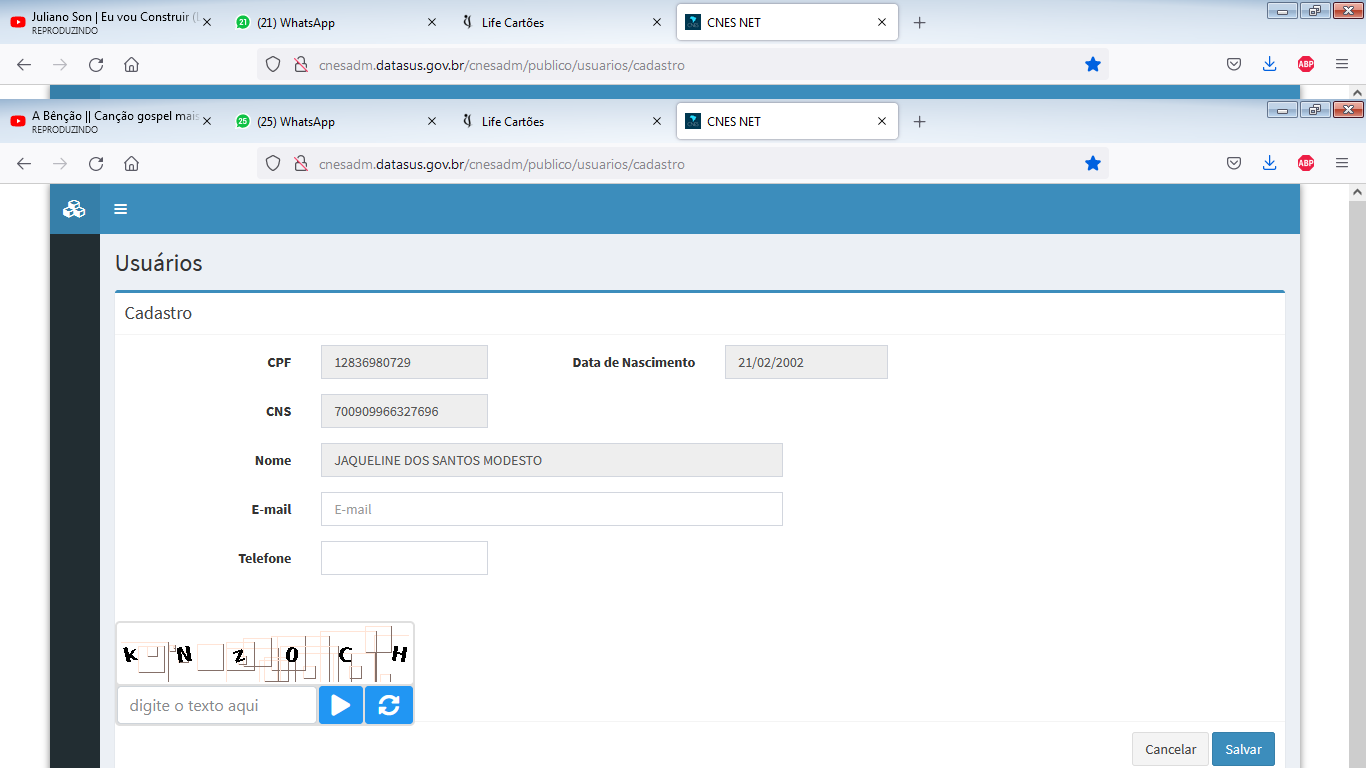 Juliano Son | Eu vou Construir (
REPRODUZINDO
21
(21) WhatsApp
Life Cartões
CNES NET
cnesadm.datasus.gov.br/cnesadm/publico/usuarios/cadastro
ABP
A Bênção || Canção gospel mais
REPRODUZINDO
25
(25) WhatsApp
Life Cartões
CNES NET
cnesadm.datasus.gov.br/cnesadm/publico/usuarios/cadastro
ABP
Usuários
Cadastro
CPF 12836980729 Data de Nascimento 21/02/2002
CNS 700909966327696
Nome JAQUELINE DOS SANTOS MODESTO
E-mail E-mail
Telefone
K N z O C H
digite o texto aqui
Cancelar Salvar